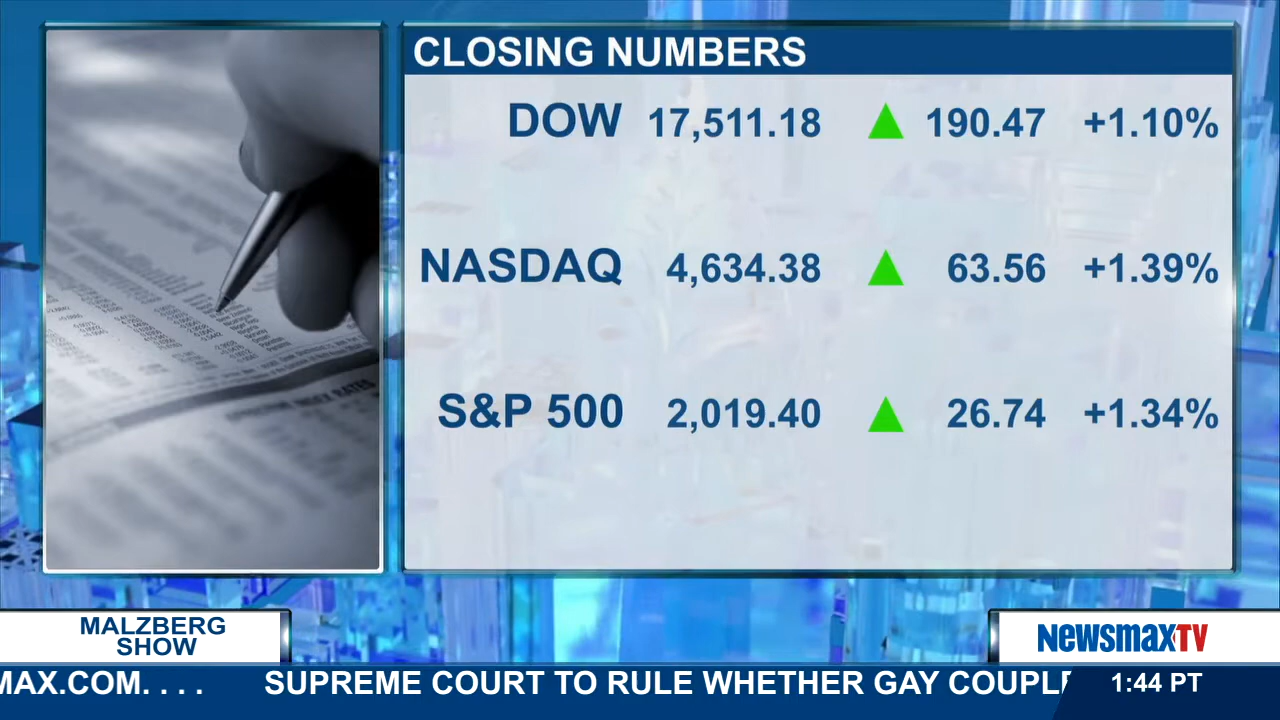 CLOSING NUMBERS
DOW 17,511.18 ▲ 190.47 +1.10%
NASDAQ 4,634.38 ▲ 63.56 +1.39%
S&P 500 2,019.40 ▲ 26.74 +1.34%
MALZBERG
SHOW
NEWSMAXTV
MAX.COM. . . . SUPREME COURT TO RULE WHETHER GAY 1:44 PT